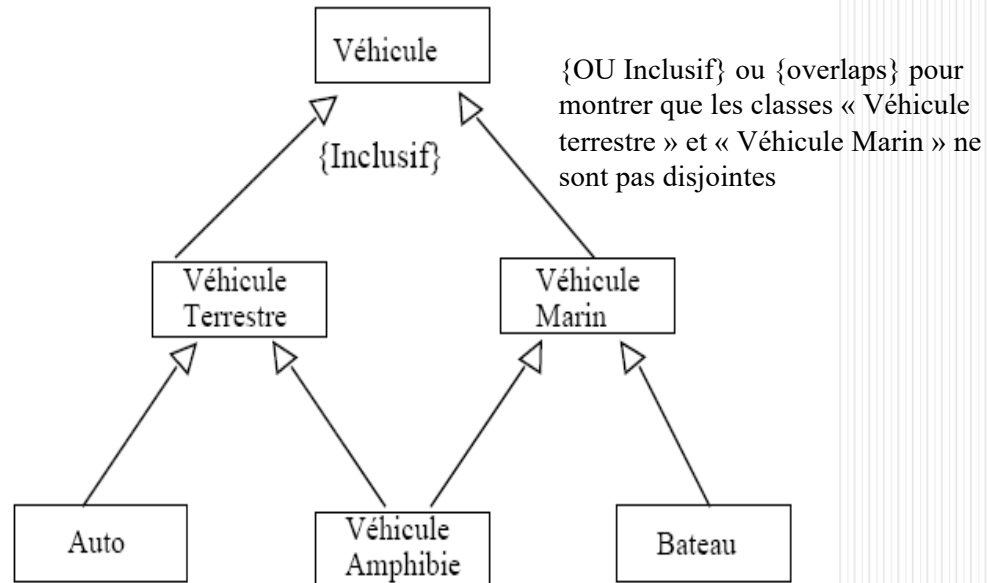 Véhicule
{OU Inclusif} ou {overlaps} pour
montrer que les classes « Véhicule
terrestre » et « Véhicule Marin » ne
sont pas disjointes
{Inclusif}
Véhicule
Terrestre
Véhicule
Marin
Auto
Véhicule
Amphibie
Bateau